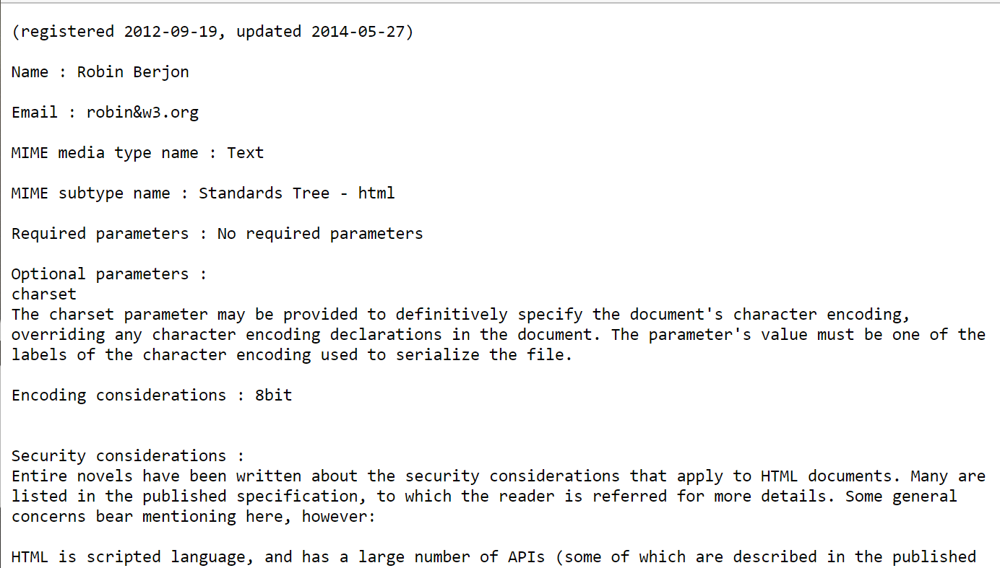 (registered 2012-09-19, updated 2014-05-27)
Name : Robin Berjon
Email : robin&w3.org
MIME media type name : Text
MIME subtype name : Standards Tree - html
Required parameters : No required parameters
Optional parameters :
charset
The charset parameter may be provided to definitively specify the document's character encoding,
overriding any character encoding declarations in the document. The parameter's value must be one of the
labels of the character encoding used to serialize the file.
Encoding considerations : 8bit
Security considerations :
Entire novels have been written about the security considerations that apply to HTML documents. Many are
listed in the published specification, to which the reader is referred for more details. Some general
concerns bear mentioning here, however:
HTML is scripted language, and has a large number of APIs (some of which are described in the published